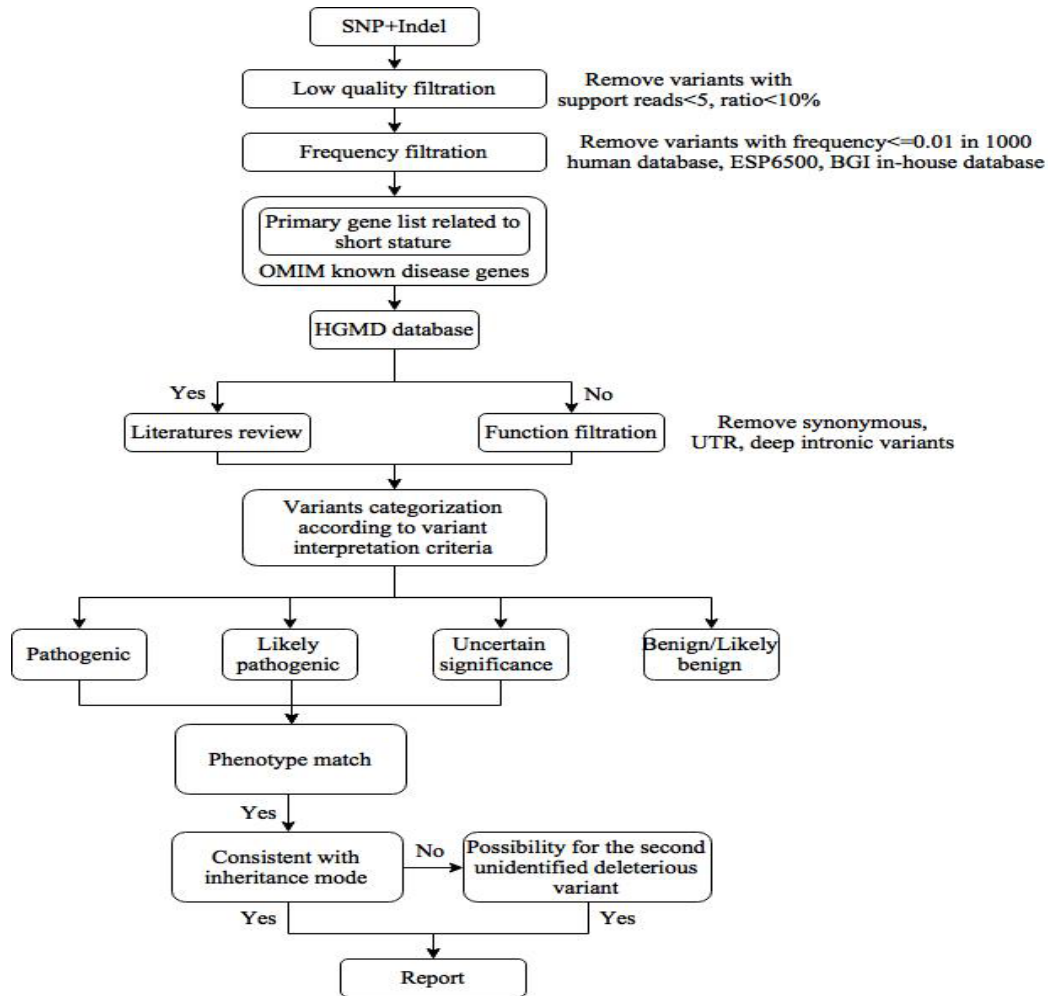 SNP+Indel
Low quality filtration
Remove variants with
support reads<5, ratio<10%
Frequency filtration
Remove variants with frequency<=0.01 in 1000
human database, ESP6500, BGI in-house database
Primary gene list related to
short stature
OMIM known disease genes
HGMD database
Yes
No
Literatures review
Function filtration
Remove synonymous,
UTR, deep intronic variants
Variants categorization
according to variant
interpretation criteria
Pathogenic
Likely
pathogenic
Uncertain
significance
Benign/Likely
benign
Phenotype match
Yes
Consistent with
inheritance mode
No
Possibility for the second
unidentified deleterious
variant
Yes
Yes
Report